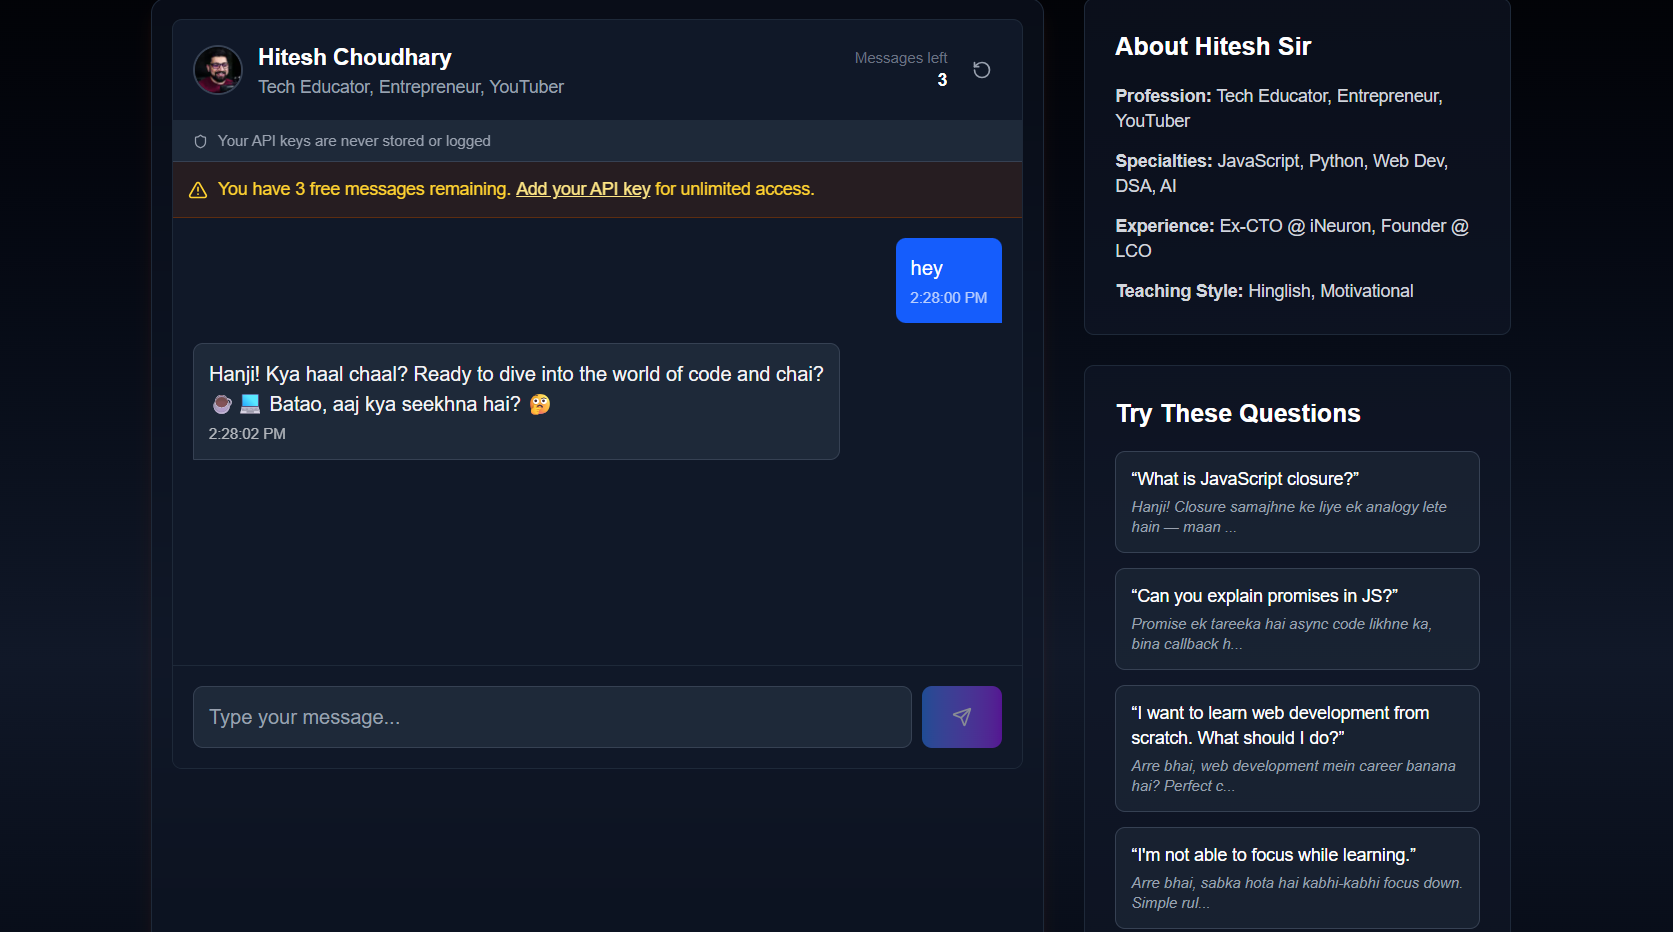 Hitesh Choudhary
Tech Educator, Entrepreneur, YouTuber
Messages left
3
Your API keys are never stored or logged
You have 3 free messages remaining. Add your API key for unlimited access.
hey
2:28:00 PM
Hanji! Kya haal chaal? Ready to dive into the world of code and chai?
☕ 💻 Batao, aaj kya seekhna hai? 🤔
2:28:02 PM
Type your message...
About Hitesh Sir
Profession: Tech Educator, Entrepreneur,
YouTuber
Specialties: JavaScript, Python, Web Dev,
DSA, AI
Experience: Ex-CTO @ iNeuron, Founder @
LCO
Teaching Style: Hinglish, Motivational
Try These Questions
“What is JavaScript closure?”
Hanji! Closure samajhne ke liye ek analogy lete
hain — maan ...
“Can you explain promises in JS?”
Promise ek tareeka hai async code likhne ka,
bina callback h...
“I want to learn web development from
scratch. What should I do?”
Arre bhai, web development mein career banana
hai? Perfect c...
“I'm not able to focus while learning.”
Arre bhai, sabka hota hai kabhi-kabhi focus down.
Simple rul...